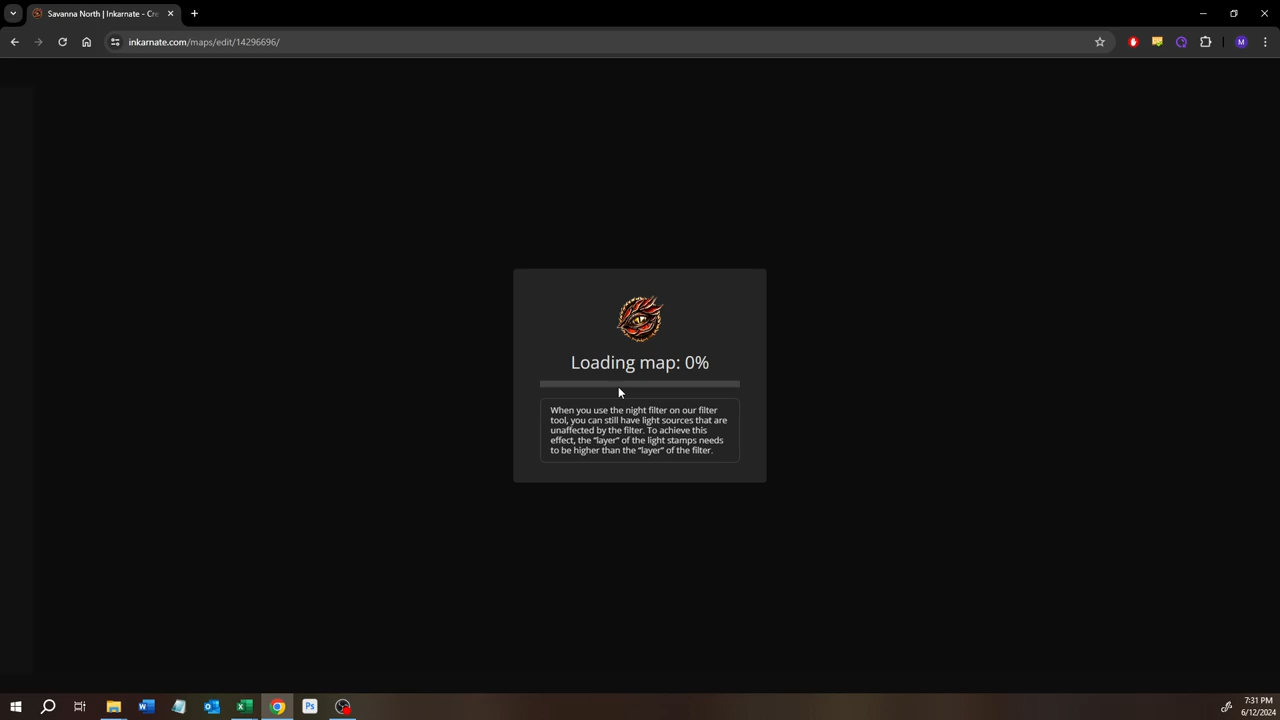 Savanna North | Inkarnate - Cre
inkarnate.com/maps/edit/14296696/
M
Loading map: 0%
When you use the night filter on our filter
tool, you can still have light sources that are
unaffected by the filter. To achieve this
effect, the “layer” of the light stamps needs
to be higher than the “layer” of the filter.
7:31 PM
6/12/2024